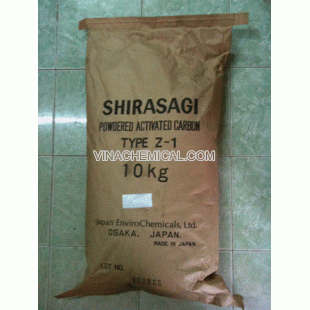 SHIRASAGI
POWDERED ACTIVATED CARBON
TYPE Z-1
VINACHEMICAL.COM
10kg
Japan EnviroChemicals, Ltd.
OSAKA, JAPAN.
MADE IN JAPAN
LOT NO.